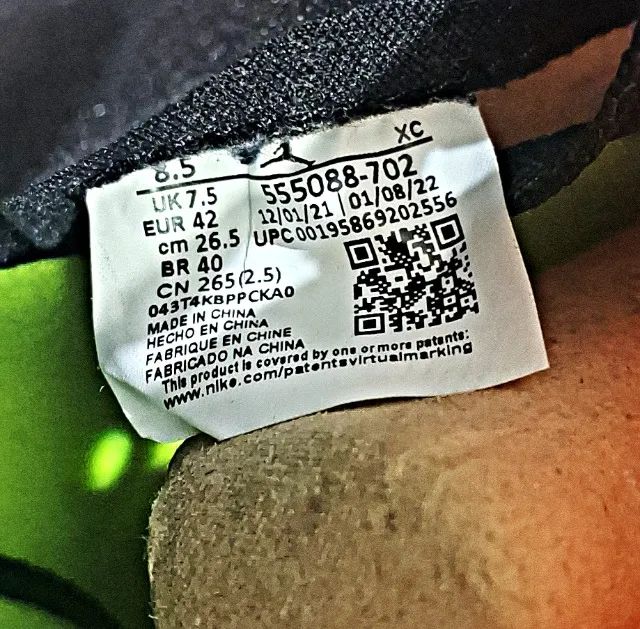 XC
8.5
UK 7.5
EUR 42
cm 26.5
BR 40
CN 265(2.5)
555088-702
12/01/21 | 01/08/22
UPC00195869202556
043T4KBPPCKA0
MADE IN CHINA
HECHO EN CHINA
FABRIQUE EN CHINE
FABRICADO NA CHINA
This product is covered by one or more patents:
www.nike.com/patentsvirtualmarking